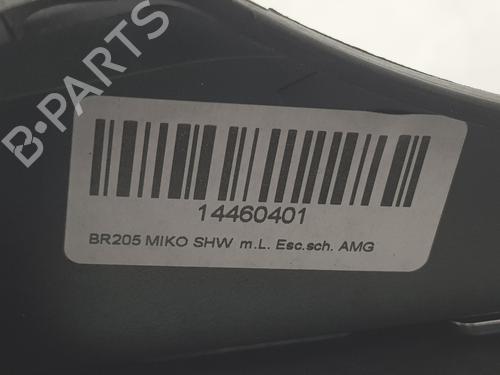 B-PARTS
14460401
BR205 MIKO SHW m.L. Esc.sch. AMG